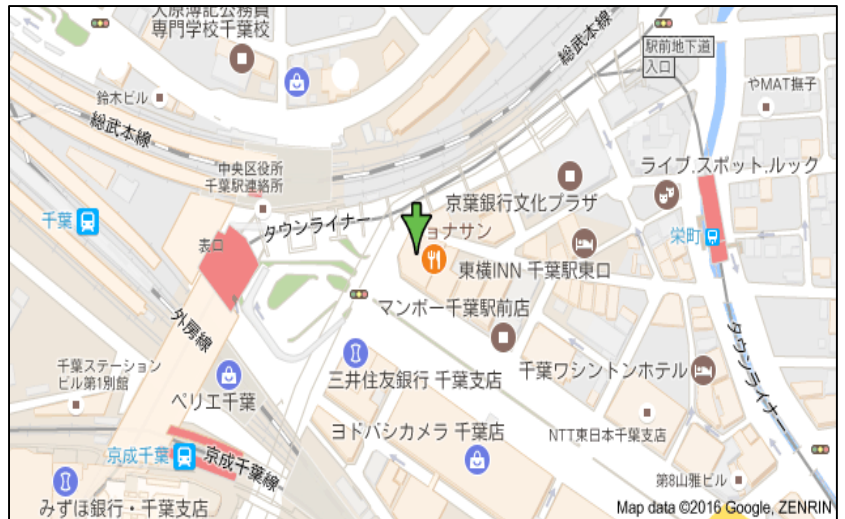 大原簿記公務員
専門学校千葉校
総武本線
駅前地下道
入口
やMAT撫子
鈴木ビル
総武本線
中央区役所
千葉駅連絡所
ライブ.スポット.ルック
京葉銀行文化プラザ
千葉
表口
タウンライナー
ョナサン
栄町
東横INN 千葉駅東口
マンボー千葉駅前店
外房線
タウンライナー
千葉ステーション
ビル第1別館
ペリエ千葉
三井住友銀行 千葉支店
千葉ワシントンホテル
ヨドバシカメラ 千葉店
NTT東日本千葉支店
京成千葉
京成千葉線
第8山雅ビル
みずほ銀行・千葉支店
Map data ©2016 Google, ZENRIN